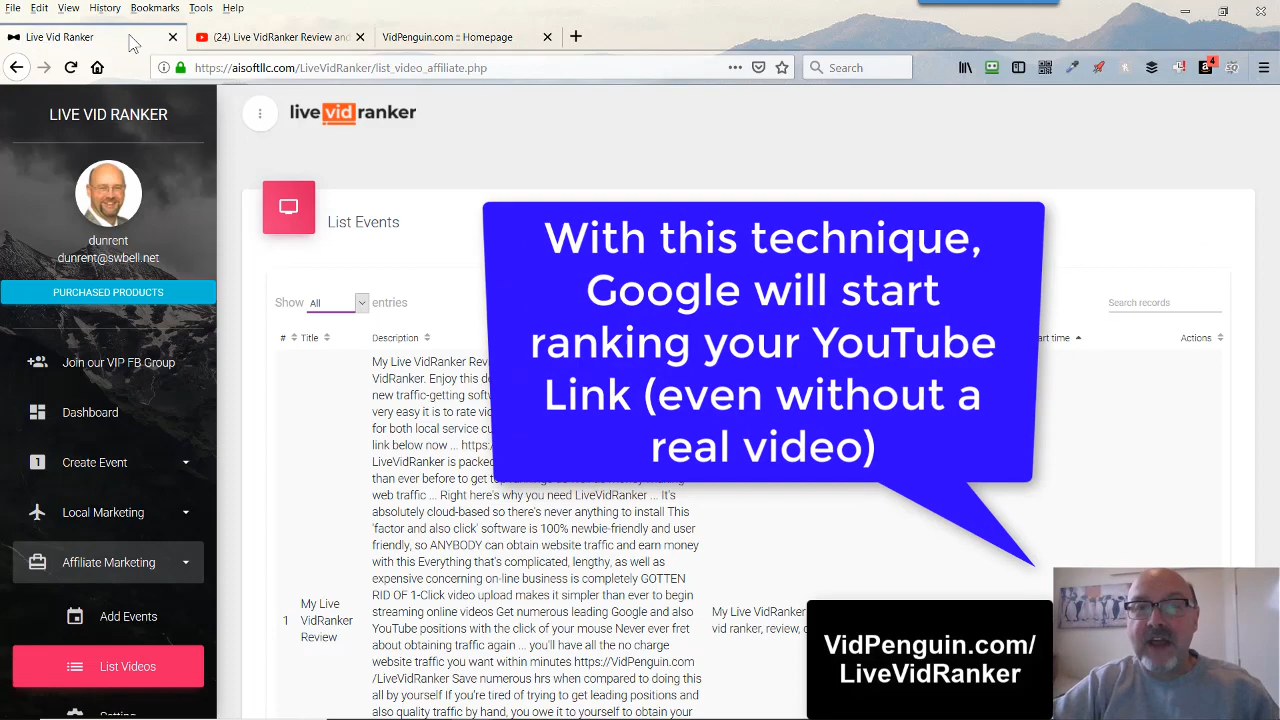 File Edit View History Bookmarks Tools Help
Live Vid Ranker
(24) Live VidRanker Review and
VidPenguin.com :: Homepage
https://aisoftllc.com/LiveVidRanker/list_video_affiliate.php
Search
4
LIVE VID RANKER
dunrent
dunrent@swbell.net
PURCHASED PRODUCTS
Join our VIP FB Group
Dashboard
Create Event
Local Marketing
Affiliate Marketing
Add Events
List Videos
live vid ranker
List Events
Show All entries
Search records
# Title Description
art time Actions
With this technique,
Google will start
ranking your YouTube
Link (even without a
real video)
1
My Live
VidRanker
Review
My Live VidRanker Rev
VidRanker. Enjoy this de
new traffic-getting softw
very easy it is to rate vid
for both local service cu
link below now ... https:
LiveVidRanker is packed
than ever before to get
web traffic ... Right here's why you need LiveVidRanker ... It's
absolutely cloud-based so there's never anything to install This
'factor and also click' software is 100% newbie-friendly and user
friendly, so ANYBODY can obtain website traffic and earn money
with this Everything that's complicated, lengthy, as well as
expensive concerning on-line business is completely GOTTEN
RID OF 1-Click video upload makes it simpler than ever to begin
streaming online videos Get numerous leading Google and also
YouTube positions with the click of your mouse Never ever fret
about obtaining traffic again ... you'll have all the no charge
website traffic you want within minutes https://VidPenguin.com
/LiveVidRanker Save numerous hrs when compared to doing this
all by yourself If you're tired of trying to get leading positions and
also quality traffic by hand, you owe it to yourself to obtain your
My Live VidRanker
vid ranker, review,
VidPenguin.com/
LiveVidRanker